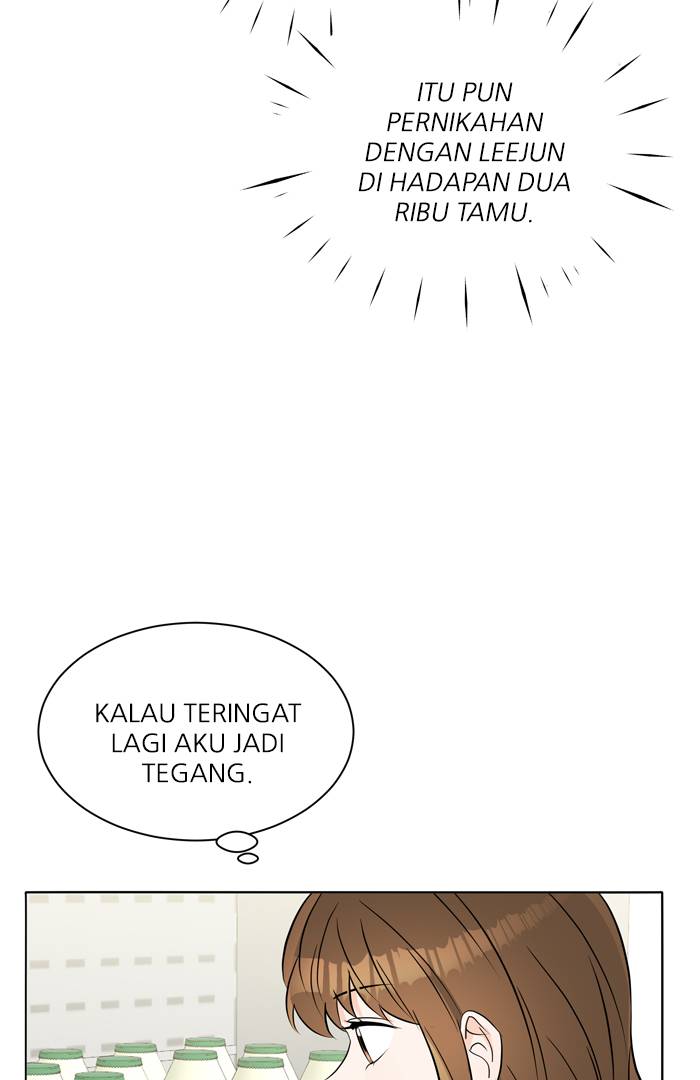 ITU PUN
PERNIKAHAN
DENGAN LEEJUN
DI HADAPAN DUA
RIBU TAMU.
KALAU TERINGAT
LAGI AKU JADI
TEGANG.